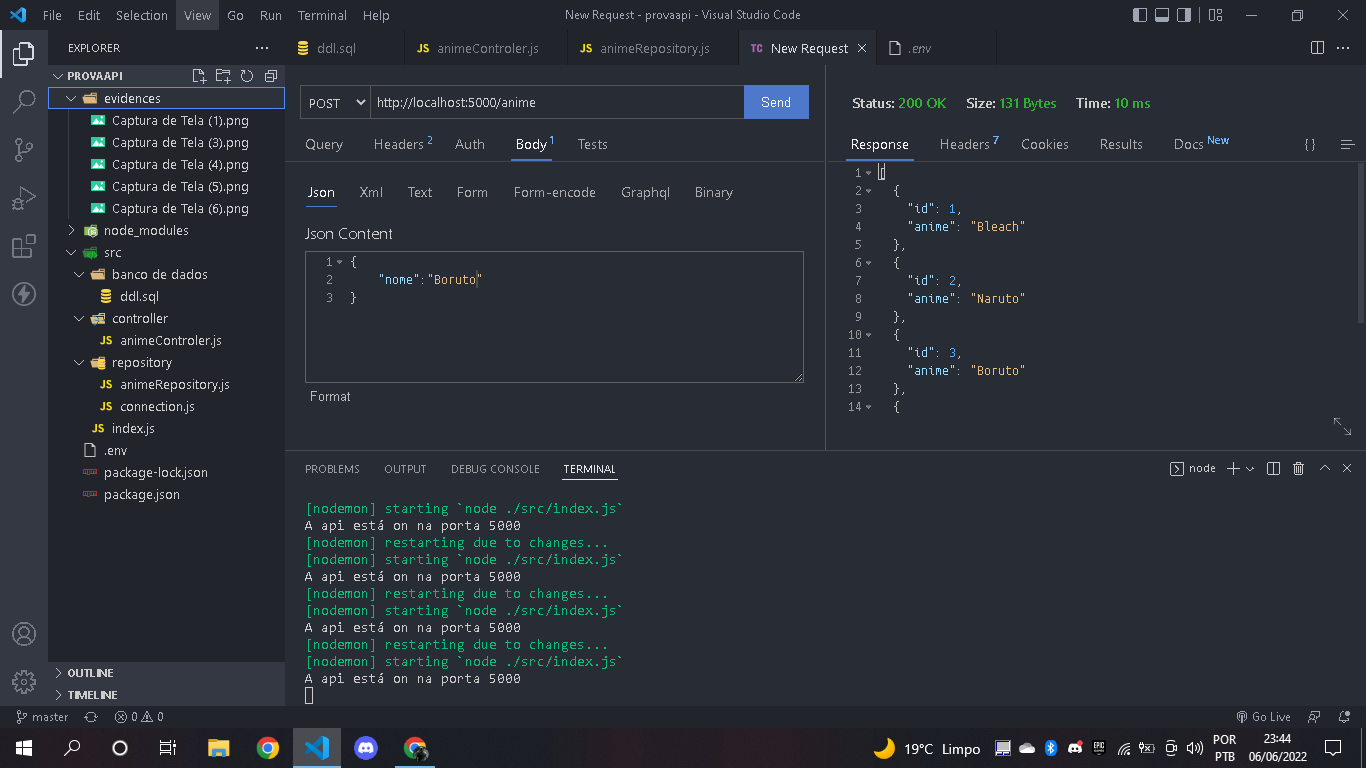 File Edit Selection View Go Run Terminal Help New Request - provaapi - Visual Studio Code
EXPLORER
PROVAAPI
evidences
Captura de Tela (1).png
Captura de Tela (3).png
Captura de Tela (4).png
Captura de Tela (5).png
Captura de Tela (6).png
node_modules
src
banco de dados
ddl.sql
controller
JS animeControler.js
repository
JS animeRepository.js
JS connection.js
JS index.js
.env
package-lock.json
package.json
OUTLINE
TIMELINE
ddl.sql JS animeControler.js JS animeRepository.js TC New Request .env
POST http://localhost:5000/anime Send
Query Headers 2 Auth Body 1 Tests
Json Xml Text Form Form-encode Graphql Binary
Json Content
1 {
2 "nome":"Boruto"
3 }
Format
Status: 200 OK Size: 131 Bytes Time: 10 ms
Response Headers 7 Cookies Results Docs New {}
1 [
2 {
3 "id": 1,
4 "anime": "Bleach"
5 },
6 {
7 "id": 2,
8 "anime": "Naruto"
9 },
10 {
11 "id": 3,
12 "anime": "Boruto"
13 },
14 {
PROBLEMS OUTPUT DEBUG CONSOLE TERMINAL node
[nodemon] starting `node ./src/index.js`
A api está on na porta 5000
[nodemon] restarting due to changes...
[nodemon] starting `node ./src/index.js`
A api está on na porta 5000
[nodemon] restarting due to changes...
[nodemon] starting `node ./src/index.js`
A api está on na porta 5000
[nodemon] restarting due to changes...
[nodemon] starting `node ./src/index.js`
A api está on na porta 5000
master 0 0 Go Live
19°C Limpo EPIC POR 23:44
PTB 06/06/2022